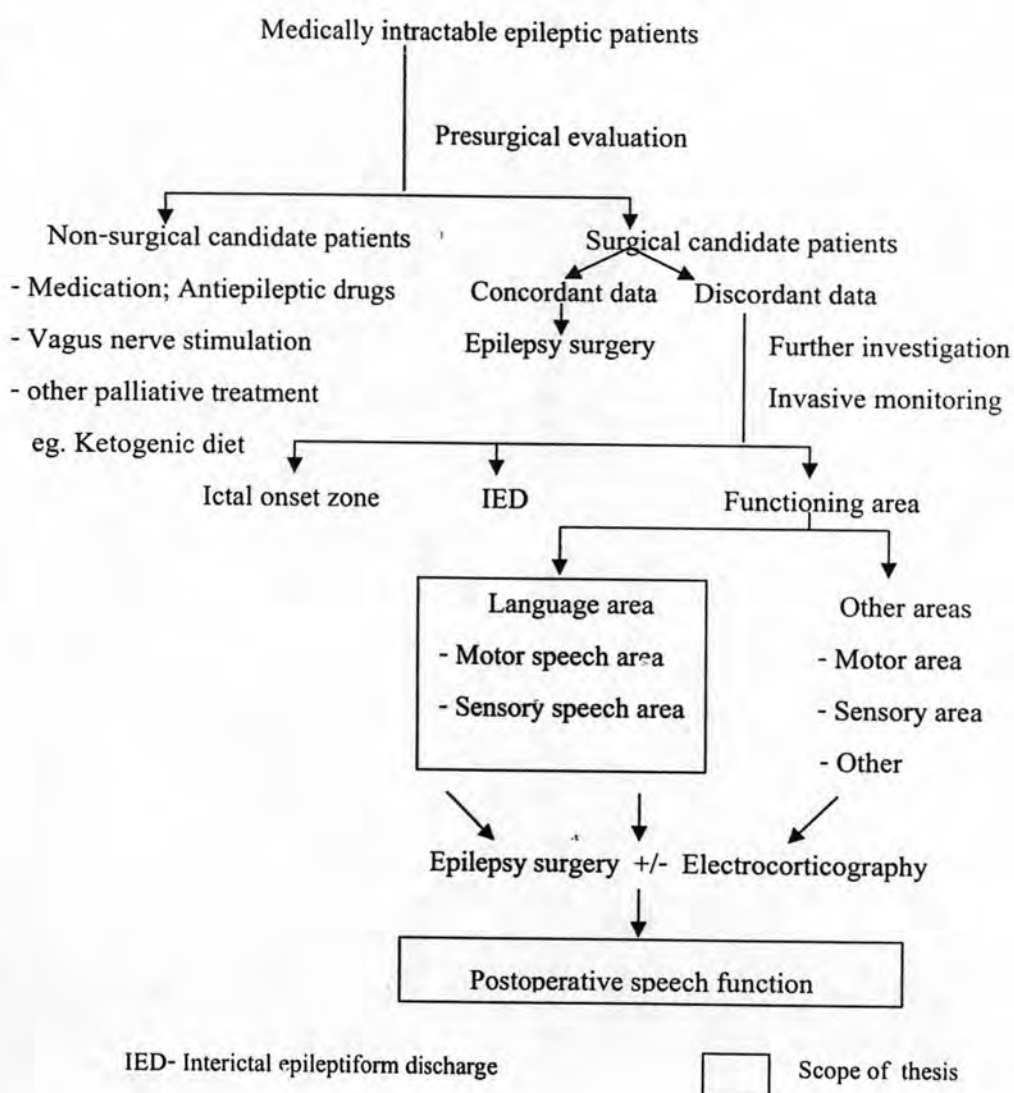 Medically intractable epileptic patients
Presurgical evaluation
Non-surgical candidate patients
- Medication; Antiepileptic drugs
- Vagus nerve stimulation
- other palliative treatment
eg. Ketogenic diet
Surgical candidate patients
Concordant data
Epilepsy surgery
Discordant data
Further investigation
Invasive monitoring
Ictal onset zone
IED
Functioning area
Language area
- Motor speech area
- Sensory speech area
Other areas
- Motor area
- Sensory area
- Other
Epilepsy surgery +/- Electrocorticography
Postoperative speech function
IED- Interictal epileptiform discharge
Scope of thesis